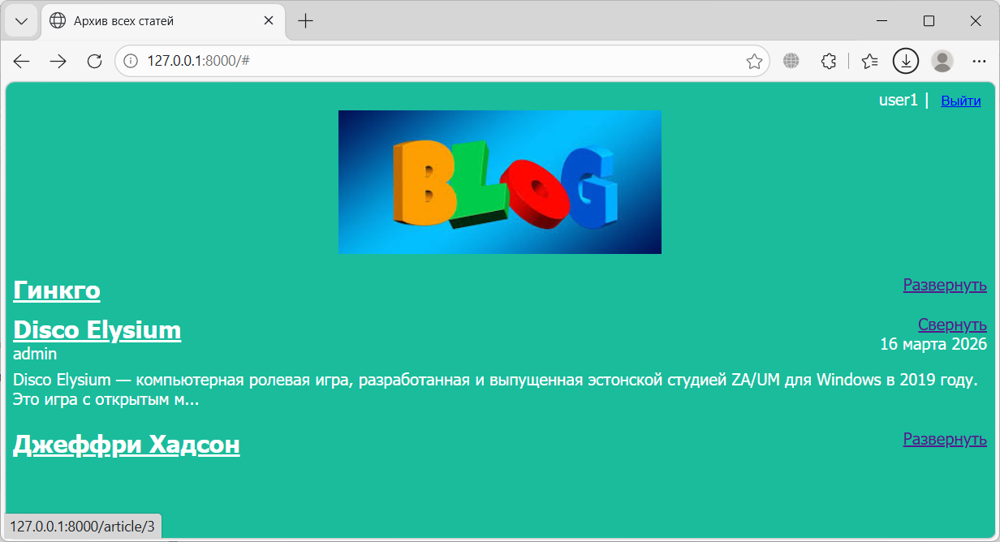 Архив всех статей
127.0.0.1:8000/#
user1 | Выйти
BLOG
Гинкго Развернуть
Disco Elysium Свернуть
admin 16 марта 2026
Disco Elysium — компьютерная ролевая игра, разработанная и выпущенная эстонской студией ZA/UM для Windows в 2019 году.
Это игра с открытым м...
Джеффри Хадсон Развернуть
127.0.0.1:8000/article/3